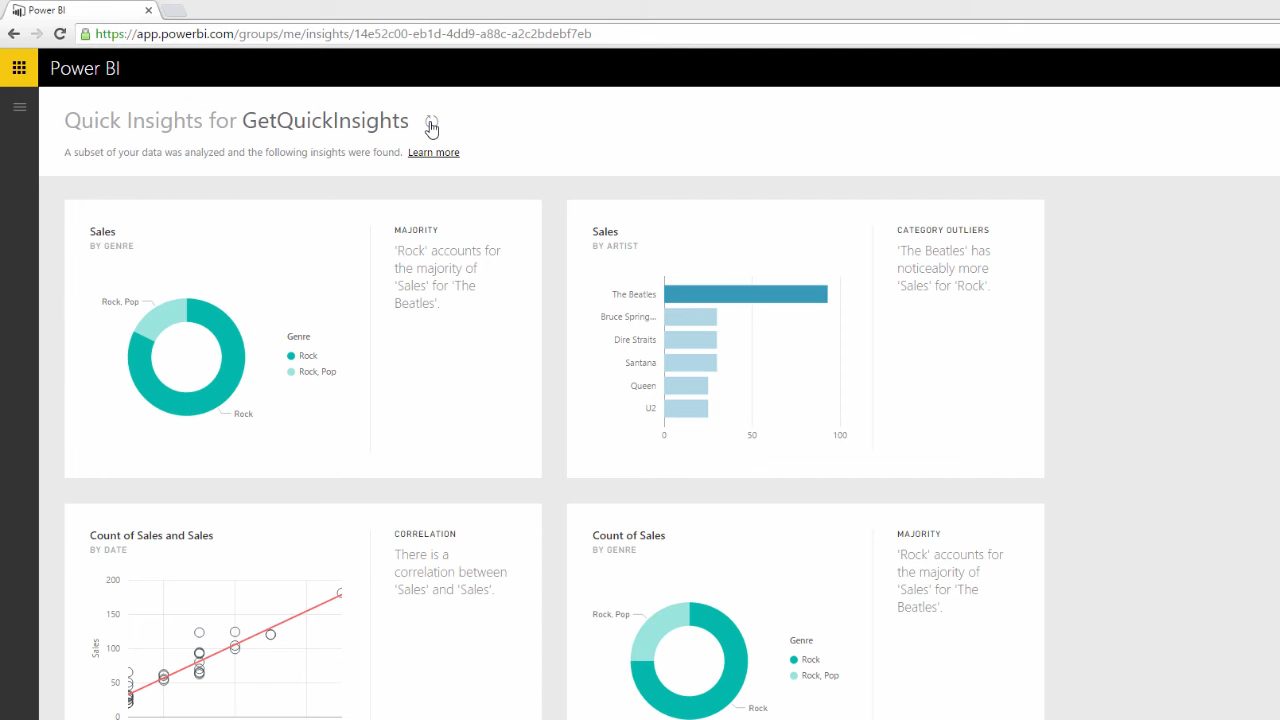 Power BI
https://app.powerbi.com/groups/me/insights/14e52c00-eb1d-4dd9-a88c-a2c2bdebf7eb
Power BI
Quick Insights for GetQuickInsights
A subset of your data was analyzed and the following insights were found. Learn more
Sales
BY GENRE
Rock, Pop
Rock
Genre
Rock
Rock, Pop
MAJORITY
'Rock' accounts for
the majority of
'Sales' for 'The
Beatles'.
Sales
BY ARTIST
The Beatles
Bruce Spring...
Dire Straits
Santana
Queen
U2
0 50 100
CATEGORY OUTLIERS
'The Beatles' has
noticeably more
'Sales' for 'Rock'.
Count of Sales and Sales
BY DATE
Sales
200
150
100
50
0
CORRELATION
There is a
correlation between
'Sales' and 'Sales'.
Count of Sales
BY GENRE
Rock, Pop
Rock
Genre
Rock
Rock, Pop
MAJORITY
'Rock' accounts for
the majority of
'Sales' for 'The
Beatles'.